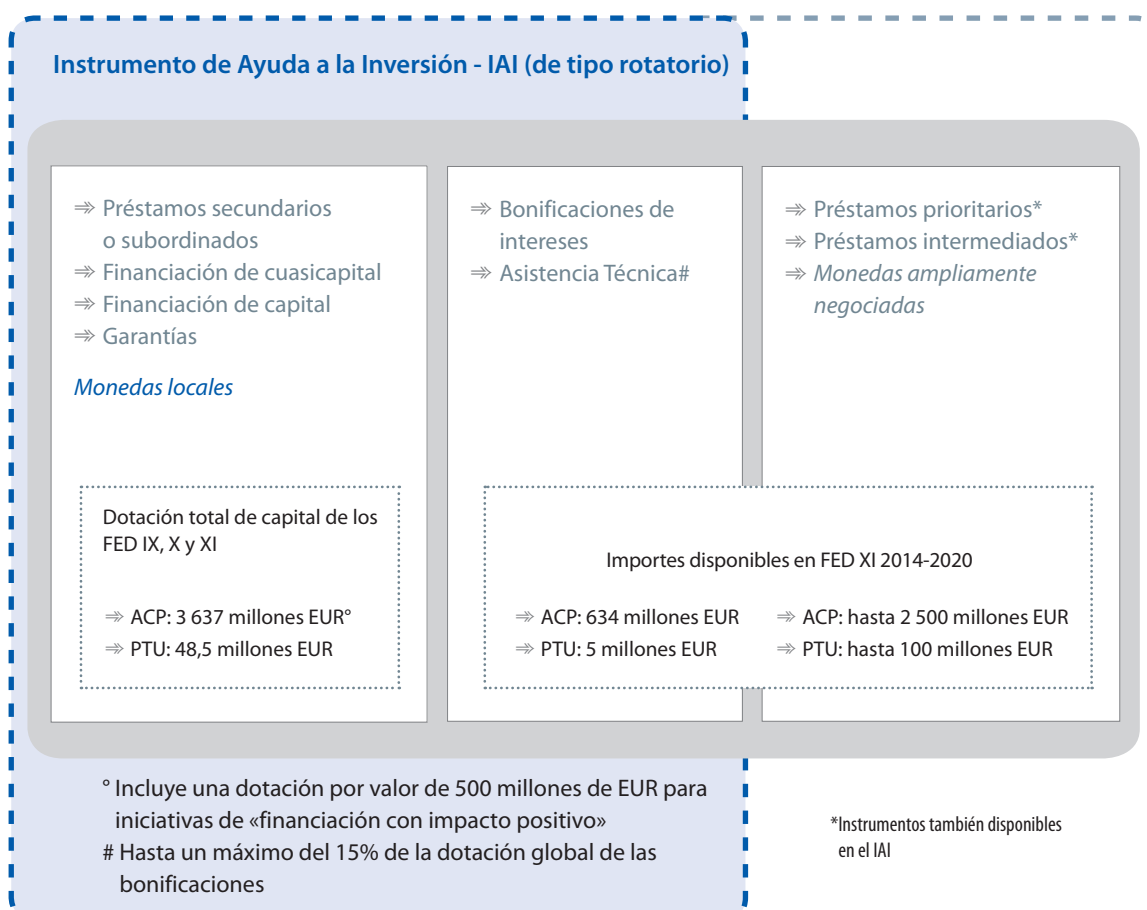 Instrumento de Ayuda a la Inversión - IAI (de tipo rotatorio)
⇒ Préstamos secundarios
o subordinados
⇒ Financiación de cuasicapital
⇒ Financiación de capital
⇒ Garantías
Monedas locales
Dotación total de capital de los
FED IX, X y XI
⇒ ACP: 3 637 millones EUR°
⇒ PTU: 48,5 millones EUR
⇒ Bonificaciones de
intereses
⇒ Asistencia Técnica#
⇒ Préstamos prioritarios*
⇒ Préstamos intermediados*
⇒ Monedas ampliamente
negociadas
Importes disponibles en FED XI 2014-2020
⇒ ACP: 634 millones EUR
⇒ PTU: 5 millones EUR
⇒ ACP: hasta 2 500 millones EUR
⇒ PTU: hasta 100 millones EUR
° Incluye una dotación por valor de 500 millones de EUR para
iniciativas de «financiación con impacto positivo»
# Hasta un máximo del 15% de la dotación global de las
bonificaciones
*Instrumentos también disponibles
en el IAI